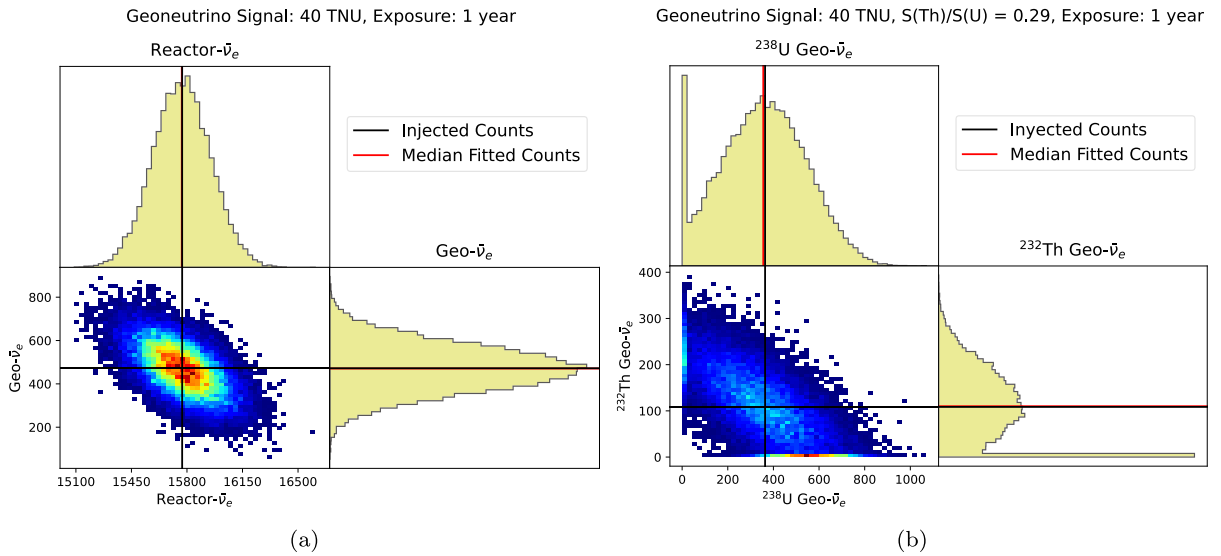 Geoneutrino Signal: 40 TNU, Exposure: 1 year
Reactor-ν̄ₑ
Injected Counts
Median Fitted Counts
Geo-ν̄ₑ
800
600
400
200
Geo-ν̄ₑ
15100 15450 15800 16150 16500
Reactor-ν̄ₑ
(a)
Geoneutrino Signal: 40 TNU, S(Th)/S(U) = 0.29, Exposure: 1 year
²³⁸U Geo-ν̄ₑ
Inyected Counts
Median Fitted Counts
²³²Th Geo-ν̄ₑ
400
300
200
100
0
²³²Th Geo-ν̄ₑ
0 200 400 600 800 1000
²³⁸U Geo-ν̄ₑ
(b)